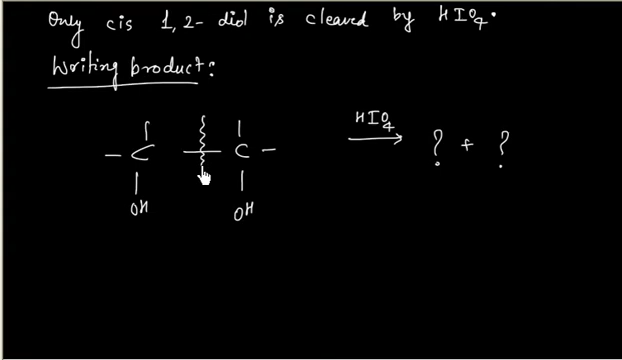 Only cis 1,2- diol is cleaved by HIO4.
Writing product:
HIO4
- C - C -
? + ?
OH OH